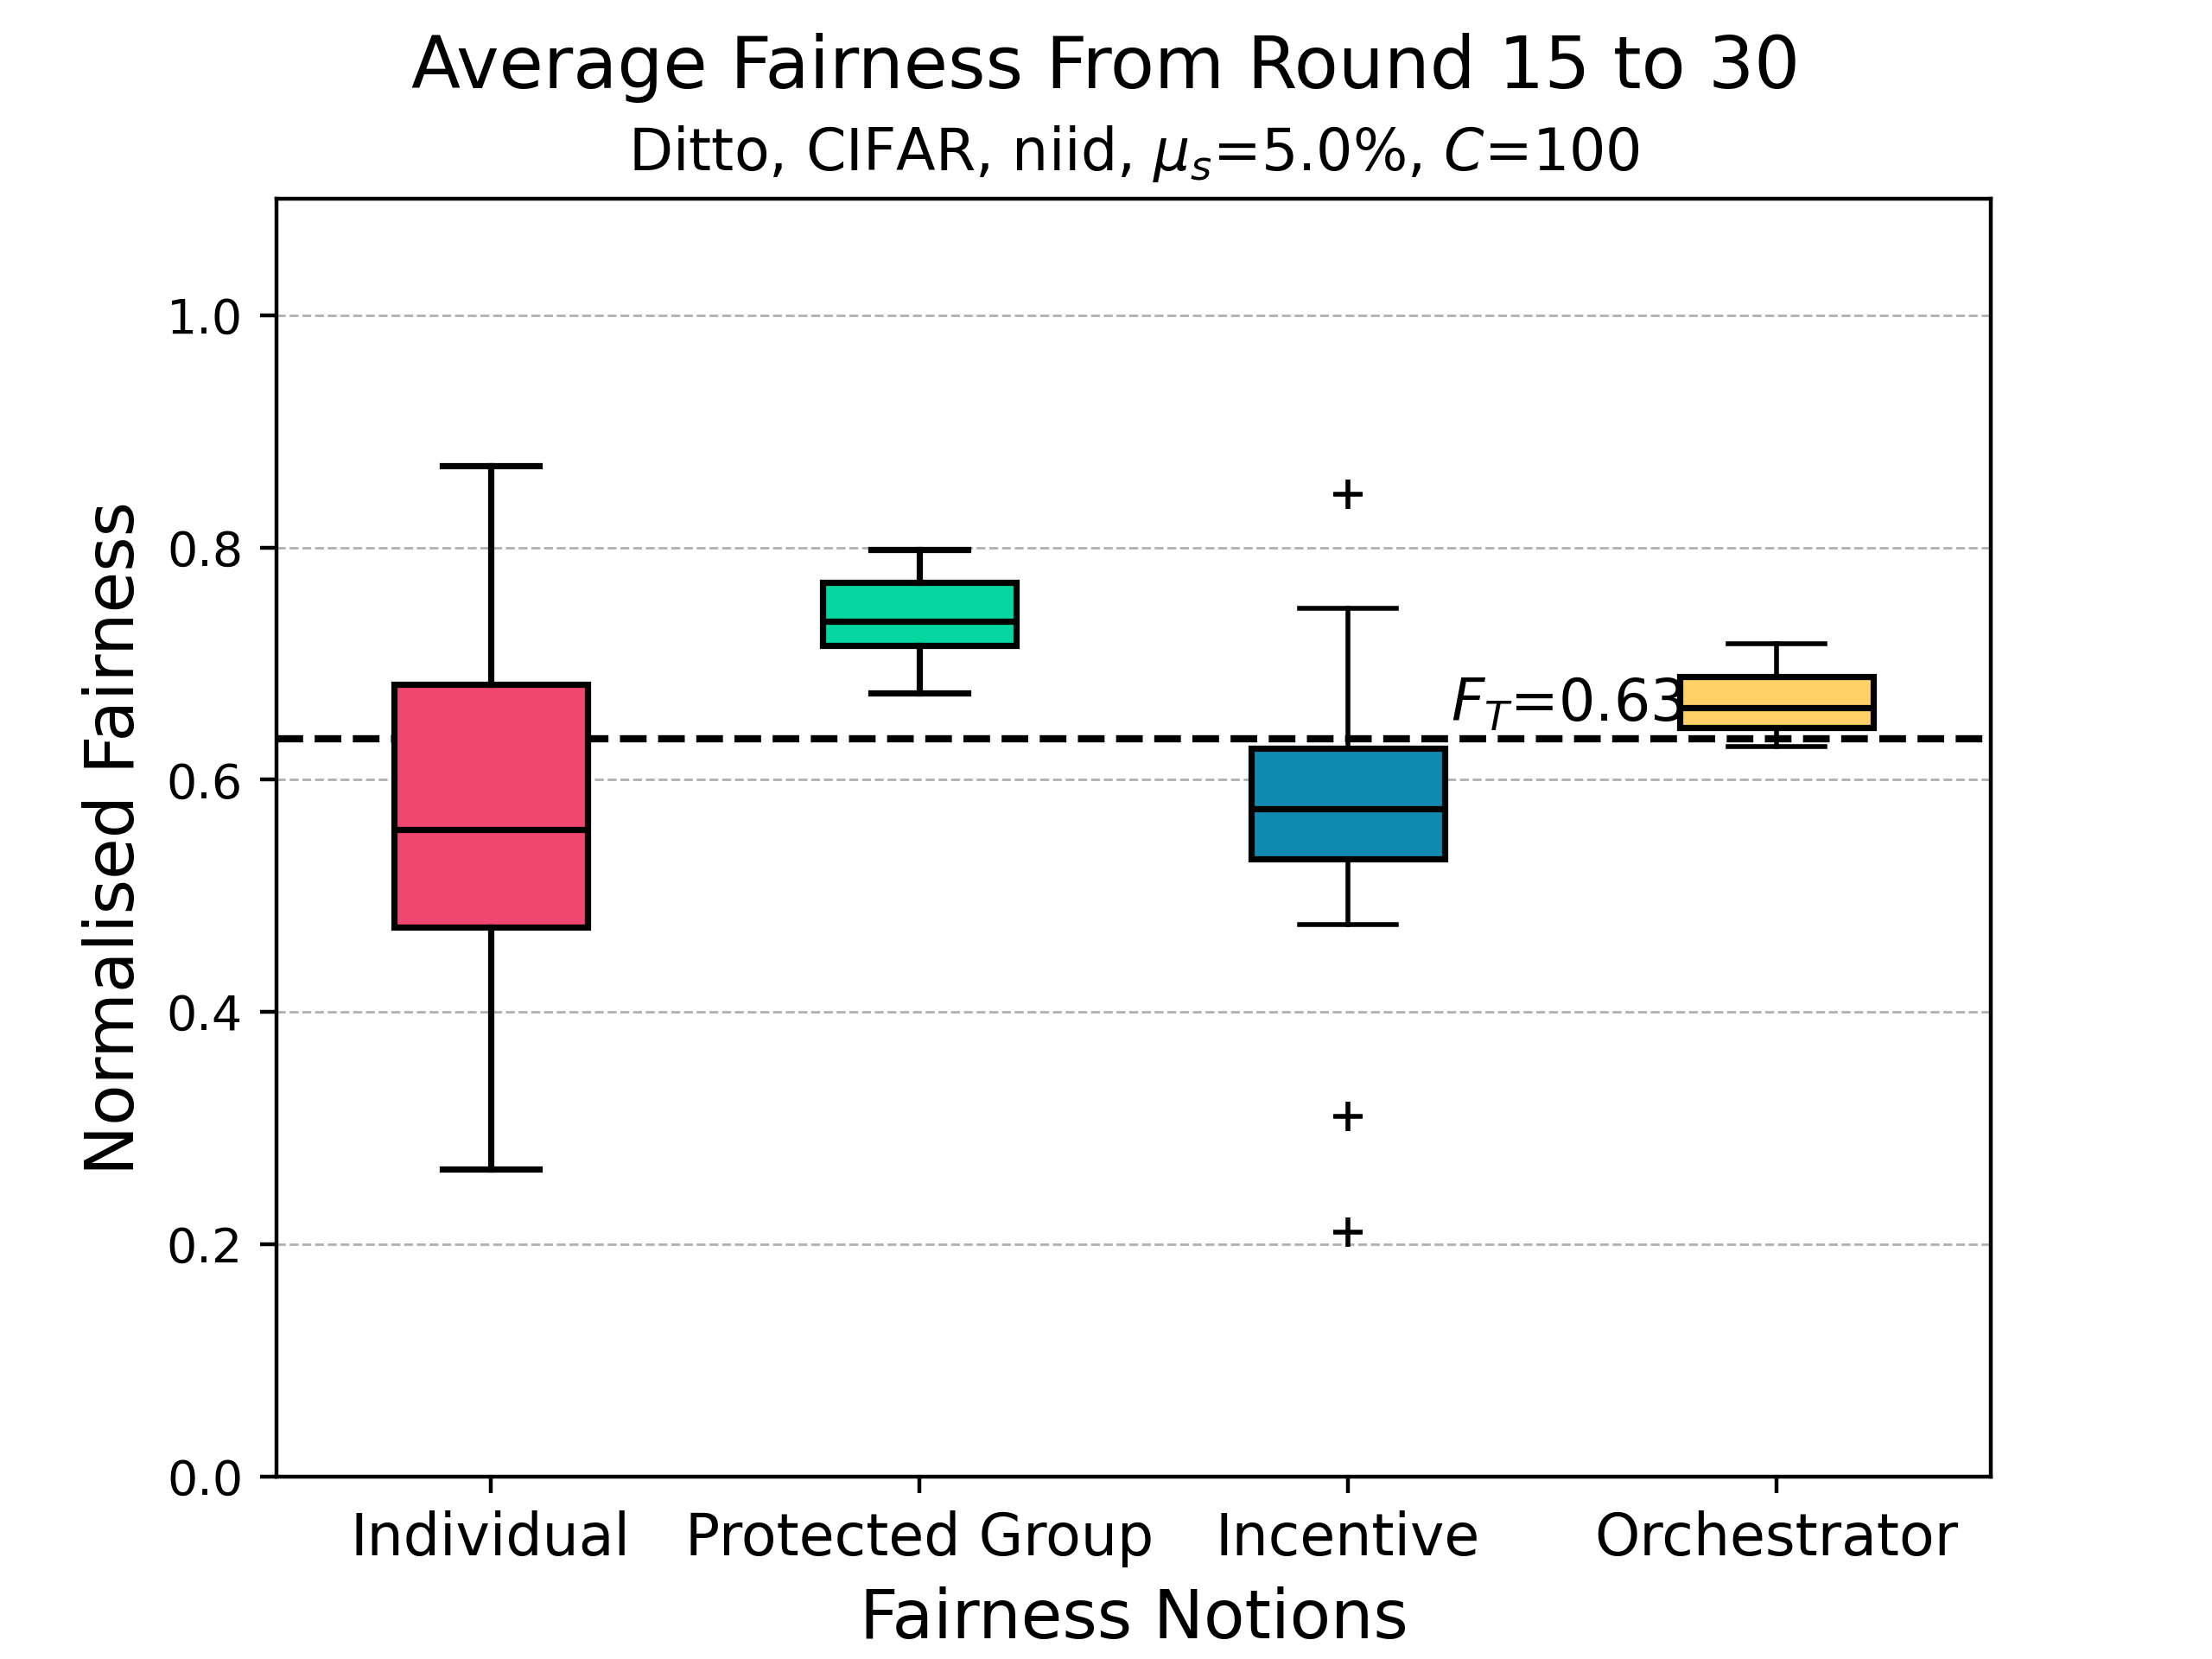 Average Fairness From Round 15 to 30
Ditto, CIFAR, niid, μs=5.0%, C=100
Normalised Fairness
1.0
0.8
0.6
0.4
0.2
0.0
FT=0.63
Individual
Protected Group
Incentive
Orchestrator
Fairness Notions